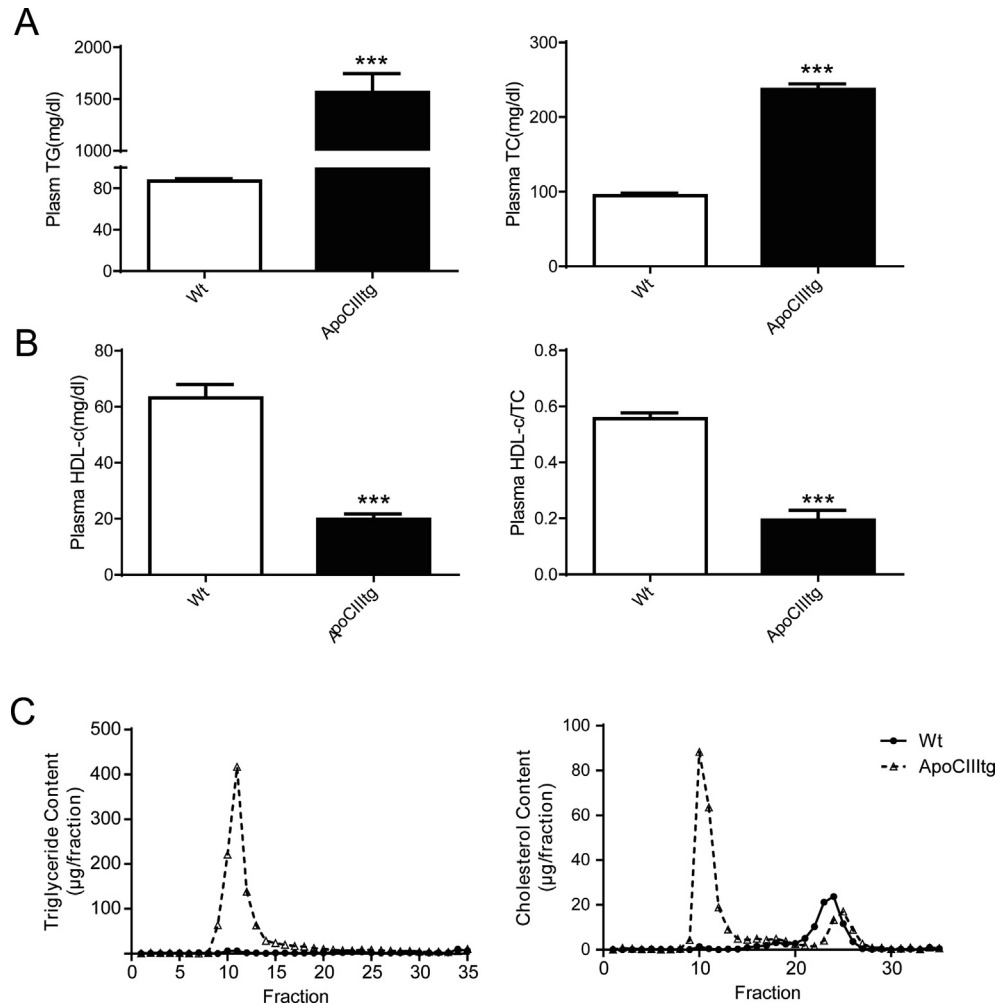 A
Plasm TG(mg/dl)
2000
1500
1000
80
40
0
***
Wt
ApoCIIItg
Plasma TC(mg/dl)
300
200
100
0
***
Wt
ApoCIIItg
B
Plasma HDL-c(mg/dl)
80
60
40
20
0
***
Wt
ApoCIIItg
Plasma HDL-c/TC
0.8
0.6
0.4
0.2
0.0
***
Wt
ApoCIIItg
C
Triglyceride Content
(μg/fraction)
500
400
300
200
100
0 5 10 15 20 25 30 35
Fraction
Cholesterol Content
(μg/fraction)
100
80
60
40
20
0
0 10 20 30
Fraction
Wt
ApoCIIItg